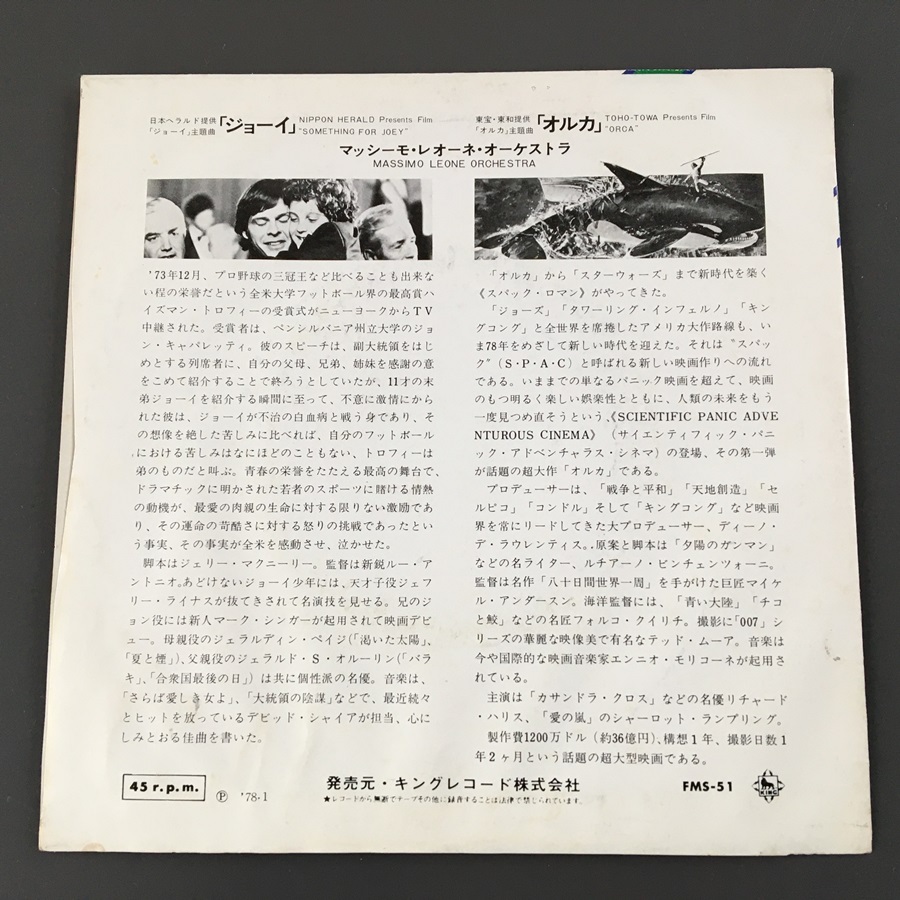 日本ヘラルド提供「ジョーイ」NIPPON HERALD Presents Film
「ジョーイ」主題曲 "SOMETHING FOR JOEY"
東宝・東和提供「オルカ」TOHO-TOWA Presents Film
「オルカ」主題曲 "ORCA"
マッシーモ・レオーネ・オーケストラ
MASSIMO LEONE ORCHESTRA
'73年12月、プロ野球の三冠王など比べることも出来な
い程の栄誉だという全米大学フットボール界の最高賞ハ
イズマン・トロフィーの受賞式がニューヨークからTV
中継された。受賞者は、ペンシルバニア州立大学のジョ
ン・キャパレッティ。彼のスピーチは、副大統領をはじ
めとする列席者に、自分の父母、兄弟、姉妹を感謝の意
をこめて紹介することで終ろうとしていたが、11才の末
弟ジョーイを紹介する瞬間に至って、不意に激情にから
れた彼は、ジョーイが不治の白血病と戦う身であり、そ
の想像を絶した苦しみに比べれば、自分のフットボール
における苦しみはなにほどのこともない、トロフィーは
弟のものだと叫ぶ。青春の栄誉をたたえる最高の舞台で、
ドラマチックに明かされた若者のスポーツに賭ける情熱
の動機が、最愛の肉親の生命に対する限りない激励であ
り、その運命の苛酷さに対する怒りの挑戦であったとい
う事実、その事実が全米を感動させ、泣かせた。
脚本はジェリー・マクニーリー。監督は新鋭ルー・ア
ントニオ。あどけないジョーイ少年には、天才子役ジェフ
リー・ライナスが抜てきされて名演技を見せる。兄のジ
ョン役には新人マーク・シンガーが起用されて映画デビ
ュー。母親役のジェラルディン・ペイジ(「渇いた太陽」、
「夏と煙」)、父親役のジェラルド・S・オルーリン(「バラ
キ」、「合衆国最後の日」)は共に個性派の名優。音楽は、
「さらば愛しき女よ」、「大統領の陰謀」などで、最近続々
とヒットを放っているデビッド・シャイアが担当、心に
しみとおる佳曲を書いた。
「オルカ」から「スターウォーズ」まで新時代を築く
《スパック・ロマン》がやってきた。
「ジョーズ」「タワーリング・インフェルノ」「キン
グコング」と全世界を席捲したアメリカ大作路線も、い
ま78年をめざして新しい時代を迎えた。それは"スパッ
ク"(S・P・A・C)と呼ばれる新しい映画作りへの流れ
である。いままでの単なるパニック映画を超えて、映画
のもつ明るく楽しい娯楽性とともに、人類の未来をもう
一度見つめ直そうという、《SCIENTIFIC PANIC ADVE
NTUROUS CINEMA》(サイエンティフィック・パニ
ック・アドベンチャラス・シネマ)の登場、その第一弾
が話題の超大作「オルカ」である。
プロデューサーは、「戦争と平和」「天地創造」「セ
ルピコ」「コンドル」そして「キングコング」など映画
界を常にリードしてきた大プロデューサー、ディーノ・
デ・ラウレンティス。原案と脚本は「夕陽のガンマン」
などの名ライター、ルチアーノ・ビンチェンツォーニ。
監督は名作「八十日間世界一周」を手がけた巨匠マイケ
ル・アンダースン。海洋監督には、「青い大陸」「チコ
と鮫」などの名匠フォルコ・クイリチ。撮影に「007」シ
リーズの華麗な映像美で有名なテッド・ムーア。音楽は
今や国際的な映画音楽家エンニオ・モリコーネが起用さ
れている。
主演は「カサンドラ・クロス」などの名優リチャード
・ハリス、「愛の嵐」のシャーロット・ランプリング。
製作費1200万ドル(約36億円)、構想1年、撮影日数1
年2ヶ月という話題の超大型映画である。
45 r.p.m. Ⓟ '78・1
発売元・キングレコード株式会社
★レコードから無断でテープその他に録音することは法律で禁じられています。
FMS-51
KING